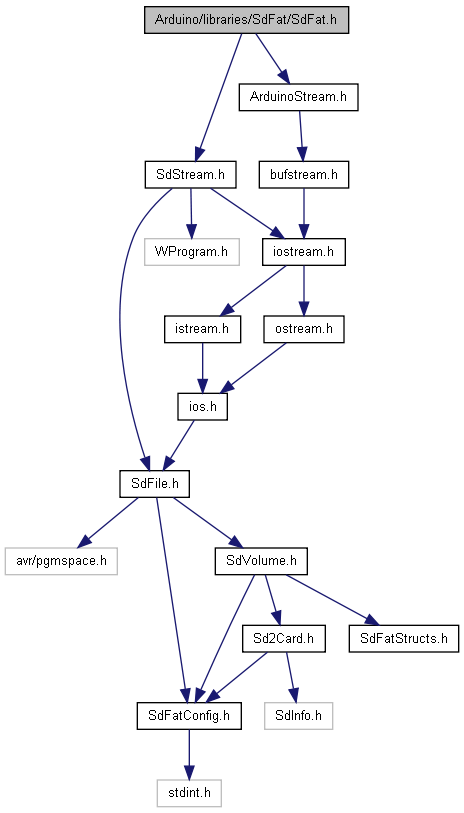 Arduino/libraries/SdFat/SdFat.h
ArduinoStream.h
SdStream.h
bufstream.h
WProgram.h
iostream.h
istream.h
ostream.h
ios.h
SdFile.h
avr/pgmspace.h
SdVolume.h
Sd2Card.h
SdFatStructs.h
SdFatConfig.h
SdInfo.h
stdint.h